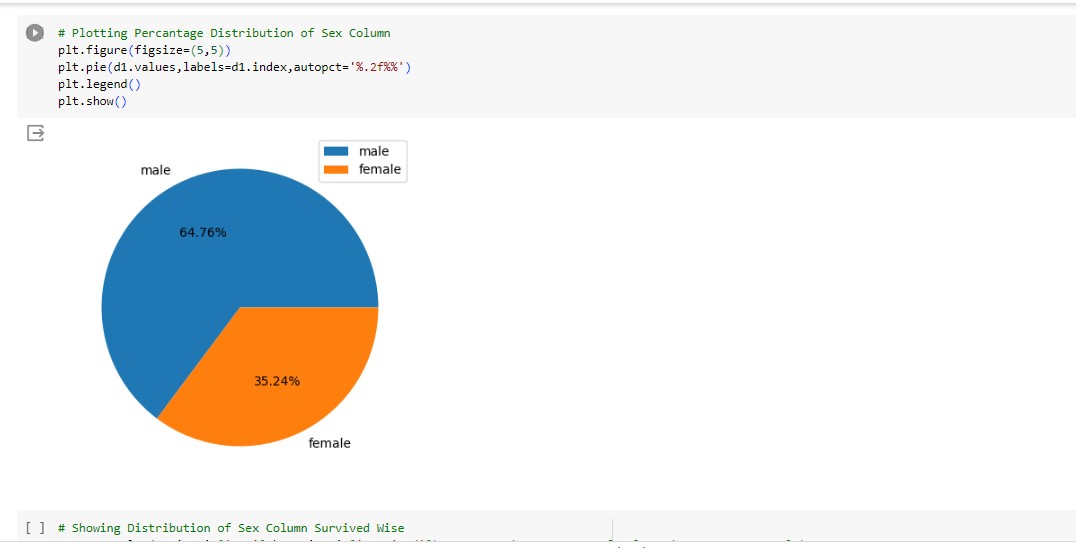 # Plotting Percantage Distribution of Sex Column
plt.figure(figsize=(5,5))
plt.pie(d1.values,labels=d1.index,autopct='%.2f%%')
plt.legend()
plt.show()
male
female
male
64.76%
35.24%
female
[ ] # Showing Distribution of Sex Column Survived Wise